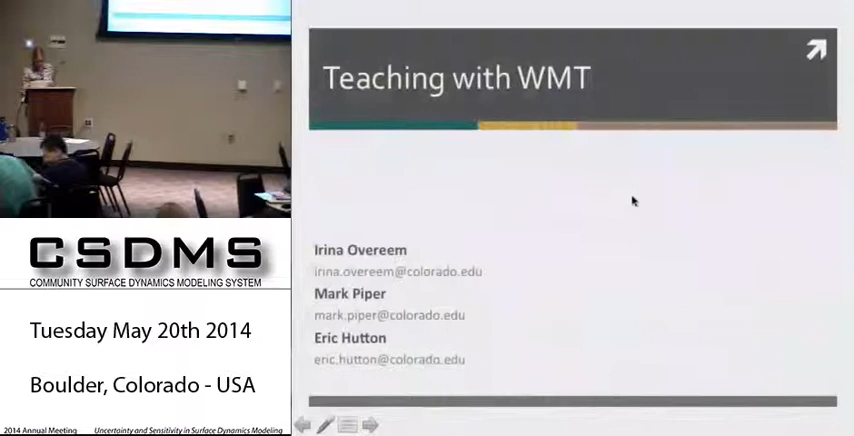 CSDMS
COMMUNITY SURFACE DYNAMICS MODELING SYSTEM
Tuesday May 20th 2014
Boulder, Colorado - USA
2014 Annual Meeting
Uncertainty and Sensitivity in Surface Dynamics Modeling
Teaching with WMT
Irina Overeem
irina.overeem@colorado.edu
Mark Piper
mark.piper@colorado.edu
Eric Hutton
eric.hutton@colorado.edu